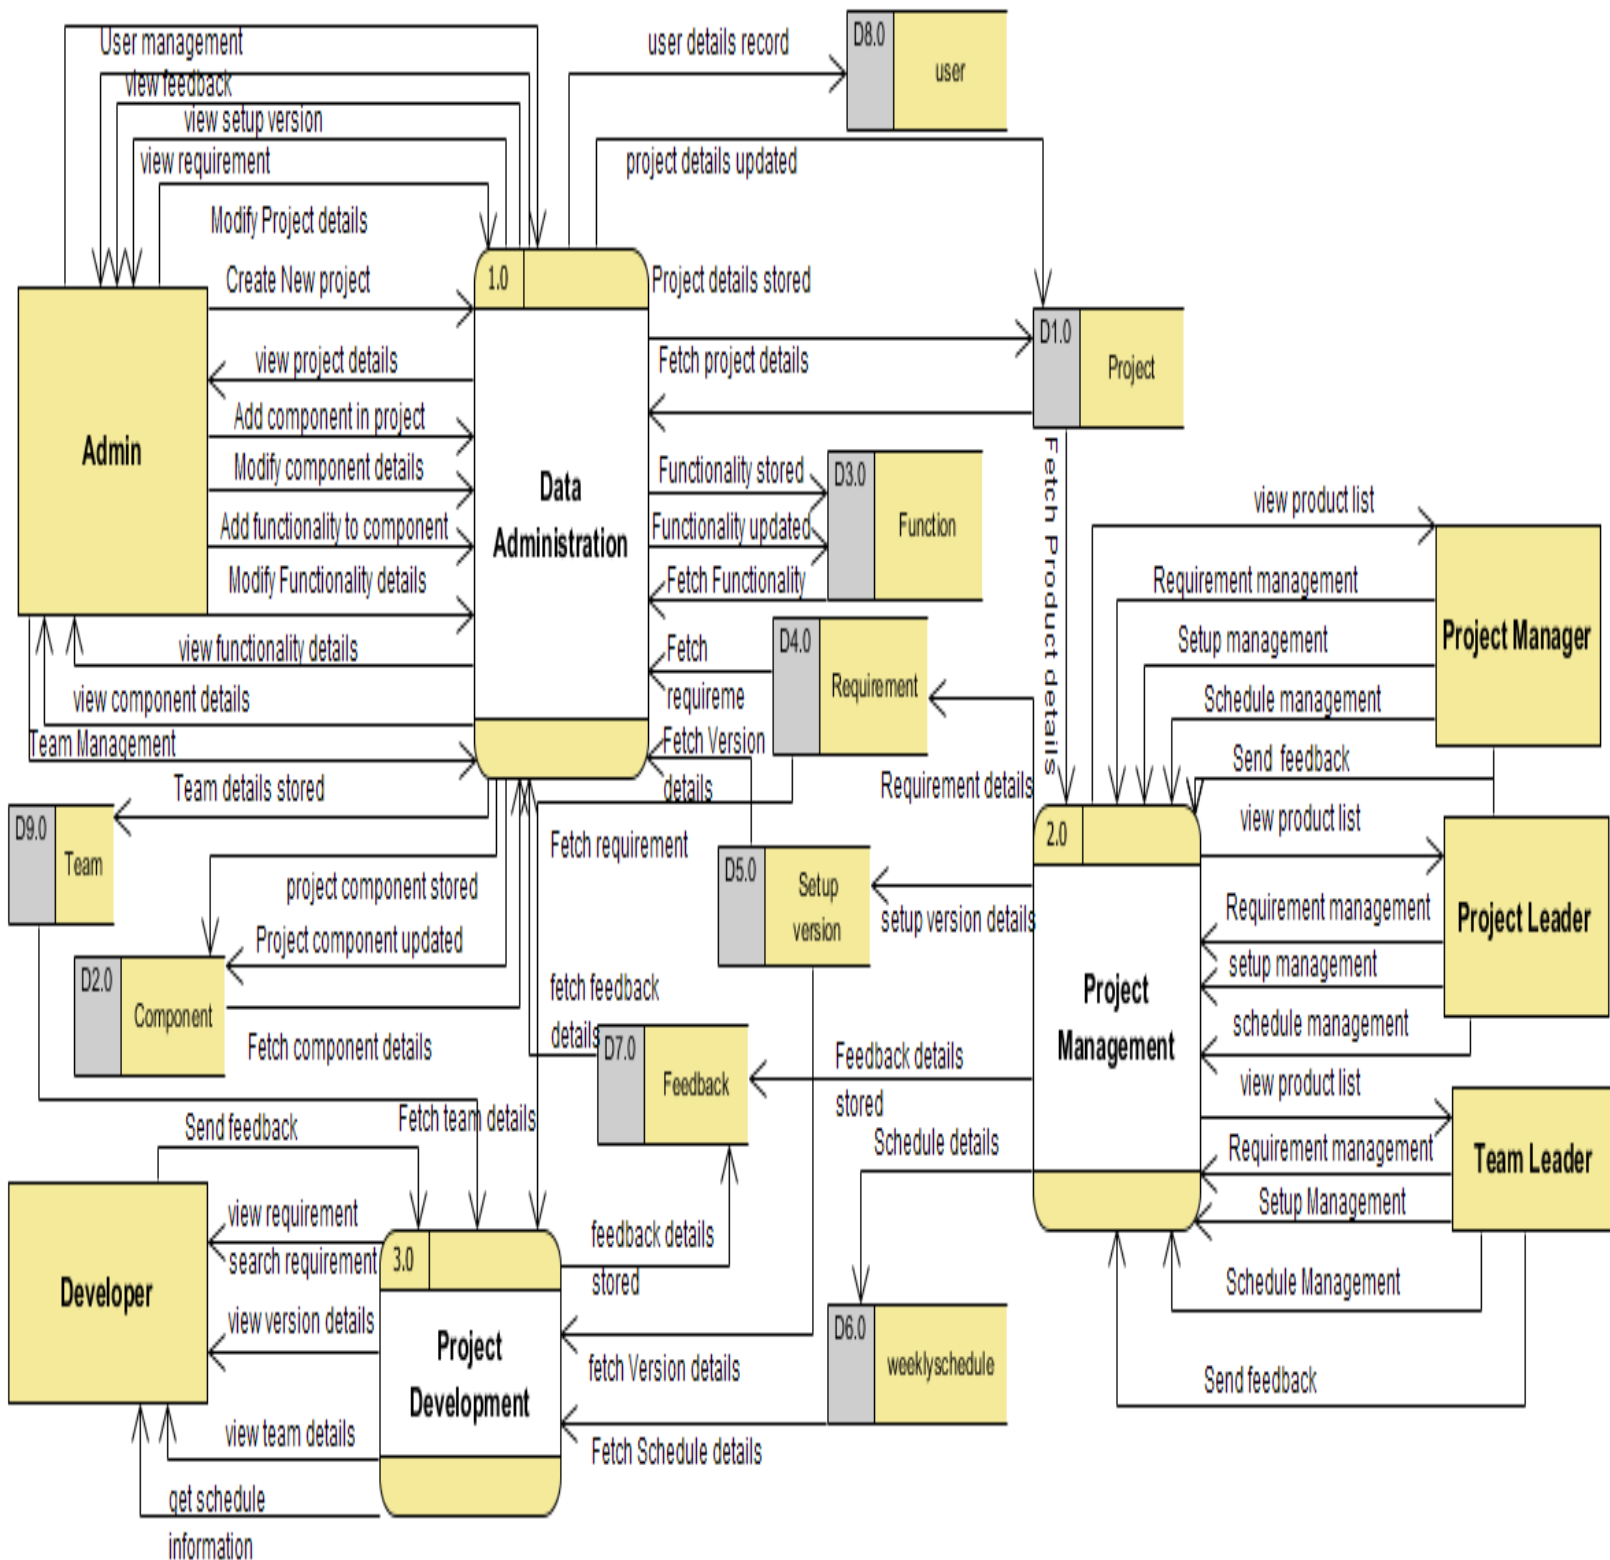 User management
view feedback
view setup version
view requirement
Modify Project details
Create New project
view project details
Add component in project
Modify component details
Add functionality to component
Modify Functionality details
view functionality details
view component details
Team Management
Team details stored
Admin
1.0
Data
Administration
user details record
D8.0
user
project details updated
Project details stored
Fetch project details
D1.0
Project
Functionality stored
Functionality updated
Fetch Functionality
D3.0
Function
Fetch
requireme
D4.0
Requirement
Fetch Version
details
Fetch Product details
Requirement details
view product list
Requirement management
Setup management
Schedule management
Send feedback
Project Manager
view product list
Requirement management
setup management
schedule management
Project Leader
view product list
Requirement management
Setup Management
Schedule Management
Send feedback
Team Leader
2.0
Project
Management
D9.0
Team
project component stored
Project component updated
D2.0
Component
Fetch component details
Fetch requirement
D5.0
Setup
version
setup version details
fetch feedback
details
D7.0
Feedback
Feedback details
stored
Schedule details
Fetch team details
Send feedback
view requirement
search requirement
view version details
view team details
get schedule
information
Developer
3.0
Project
Development
feedback details
stored
fetch Version details
Fetch Schedule details
D6.0
weeklyschedule